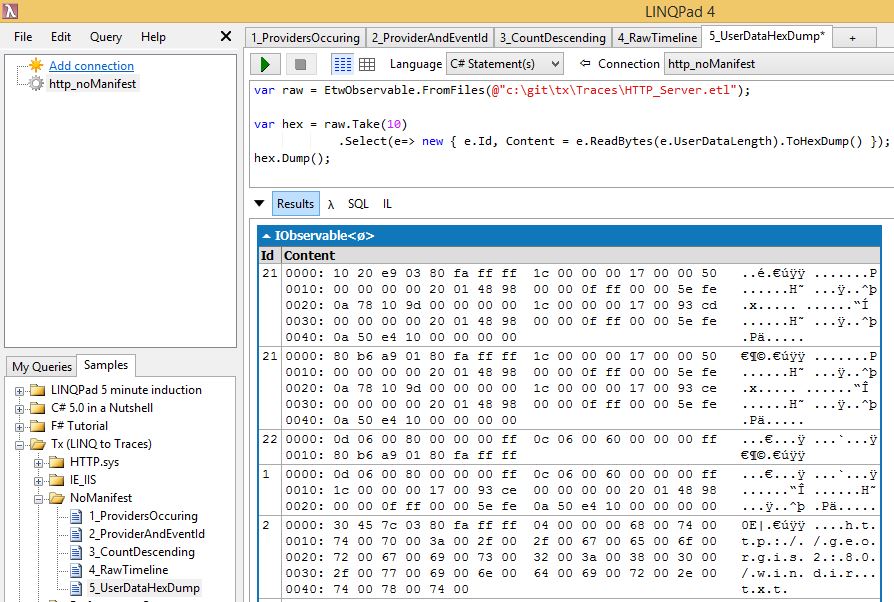 LINQPad 4
File Edit Query Help
Add connection
http_noManifest
My Queries Samples
LINQPad 5 minute induction
C# 5.0 in a Nutshell
F# Tutorial
Tx (LINQ to Traces)
HTTP.sys
IE_IIS
NoManifest
1_ProvidersOccuring
2_ProviderAndEventId
3_CountDescending
4_RawTimeline
5_UserDataHexDump
1_ProvidersOccuring 2_ProviderAndEventId 3_CountDescending 4_RawTimeline 5_UserDataHexDump* +
Language C# Statement(s) Connection http_noManifest
var raw = EtwObservable.FromFiles(@"c:\git\tx\Traces\HTTP_Server.etl");
var hex = raw.Take(10)
.Select(e=> new { e.Id, Content = e.ReadBytes(e.UserDataLength).ToHexDump() });
hex.Dump();
Results λ SQL IL
IObservable<ø>
Id Content
21 0000: 10 20 e9 03 80 fa ff ff 1c 00 00 00 17 00 00 50 ..é.€úÿÿ .......P
0010: 00 00 00 00 20 01 48 98 00 00 0f ff 00 00 5e fe ......H˜ ...ÿ..^þ
0020: 0a 78 10 9d 00 00 00 00 1c 00 00 00 17 00 93 cd .x..... ......“Í
0030: 00 00 00 00 20 01 48 98 00 00 0f ff 00 00 5e fe ......H˜ ...ÿ..^þ
0040: 0a 50 e4 10 00 00 00 00 .Pä.....
21 0000: 80 b6 a9 01 80 fa ff ff 1c 00 00 00 17 00 00 50 €¶©.€úÿÿ .......P
0010: 00 00 00 00 20 01 48 98 00 00 0f ff 00 00 5e fe ......H˜ ...ÿ..^þ
0020: 0a 78 10 9d 00 00 00 00 1c 00 00 00 17 00 93 ce .x..... ......“Î
0030: 00 00 00 00 20 01 48 98 00 00 0f ff 00 00 5e fe ......H˜ ...ÿ..^þ
0040: 0a 50 e4 10 00 00 00 00 .Pä.....
22 0000: 0d 06 00 80 00 00 00 ff 0c 06 00 60 00 00 00 ff ...€...ÿ ...`...ÿ
0010: 80 b6 a9 01 80 fa ff ff €¶©.€úÿÿ
1 0000: 0d 06 00 80 00 00 00 ff 0c 06 00 60 00 00 00 ff ...€...ÿ ...`...ÿ
0010: 1c 00 00 00 17 00 93 ce 00 00 00 00 20 01 48 98 ......“Î ......H˜
0020: 00 00 0f ff 00 00 5e fe 0a 50 e4 10 00 00 00 00 ...ÿ..^þ .Pä.....
2 0000: 30 45 7c 03 80 fa ff ff 04 00 00 00 68 00 74 00 0E|.€úÿÿ ....h.t.
0010: 74 00 70 00 3a 00 2f 00 2f 00 67 00 65 00 6f 00 t.p.:./. /.g.e.o.
0020: 72 00 67 00 69 00 73 00 32 00 3a 00 38 00 30 00 r.g.i.s. 2.:.8.0.
0030: 2f 00 77 00 69 00 6e 00 64 00 69 00 72 00 2e 00 /.w.i.n. d.i.r...
0040: 74 00 78 00 74 00 t.x.t.